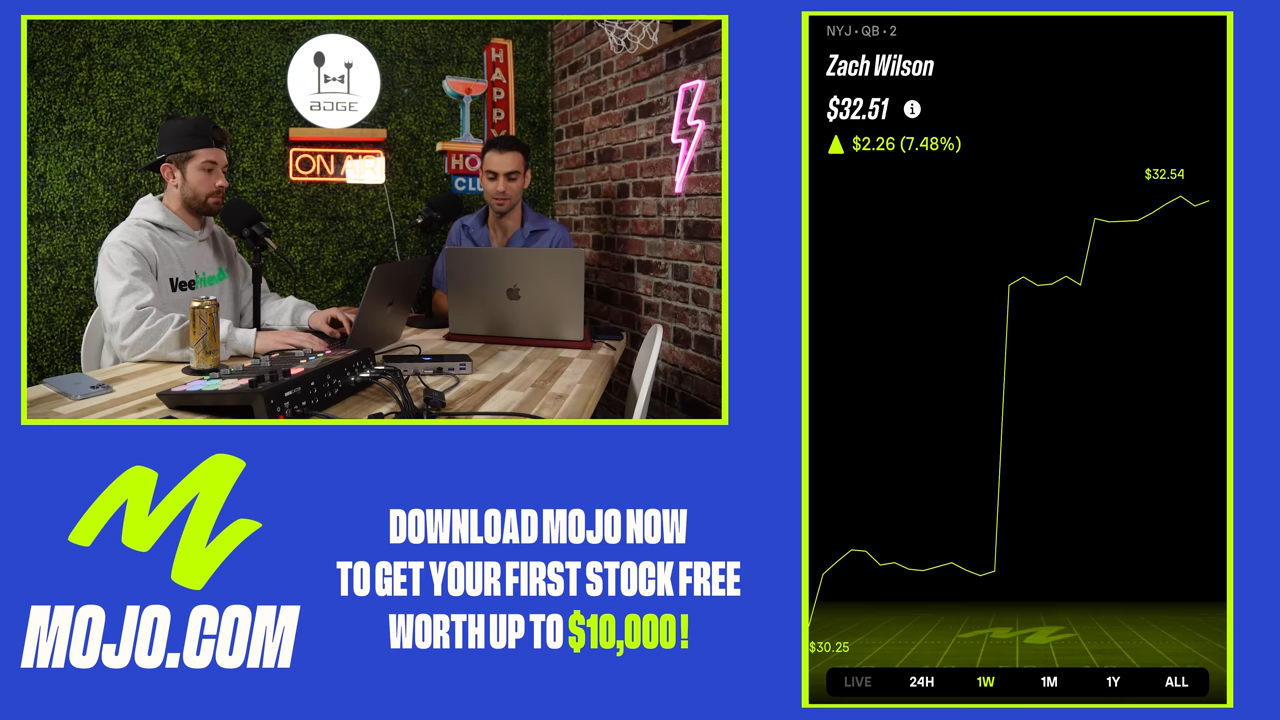 BDGE
ON AIR
HAPPY
HO
CLU
VeeFriends
MOJO.COM
DOWNLOAD MOJO NOW
TO GET YOUR FIRST STOCK FREE
WORTH UP TO $10,000!
NYJ • QB • 2
Zach Wilson
$32.51
$2.26 (7.48%)
$32.54
$30.25
LIVE 24H 1W 1M 1Y ALL